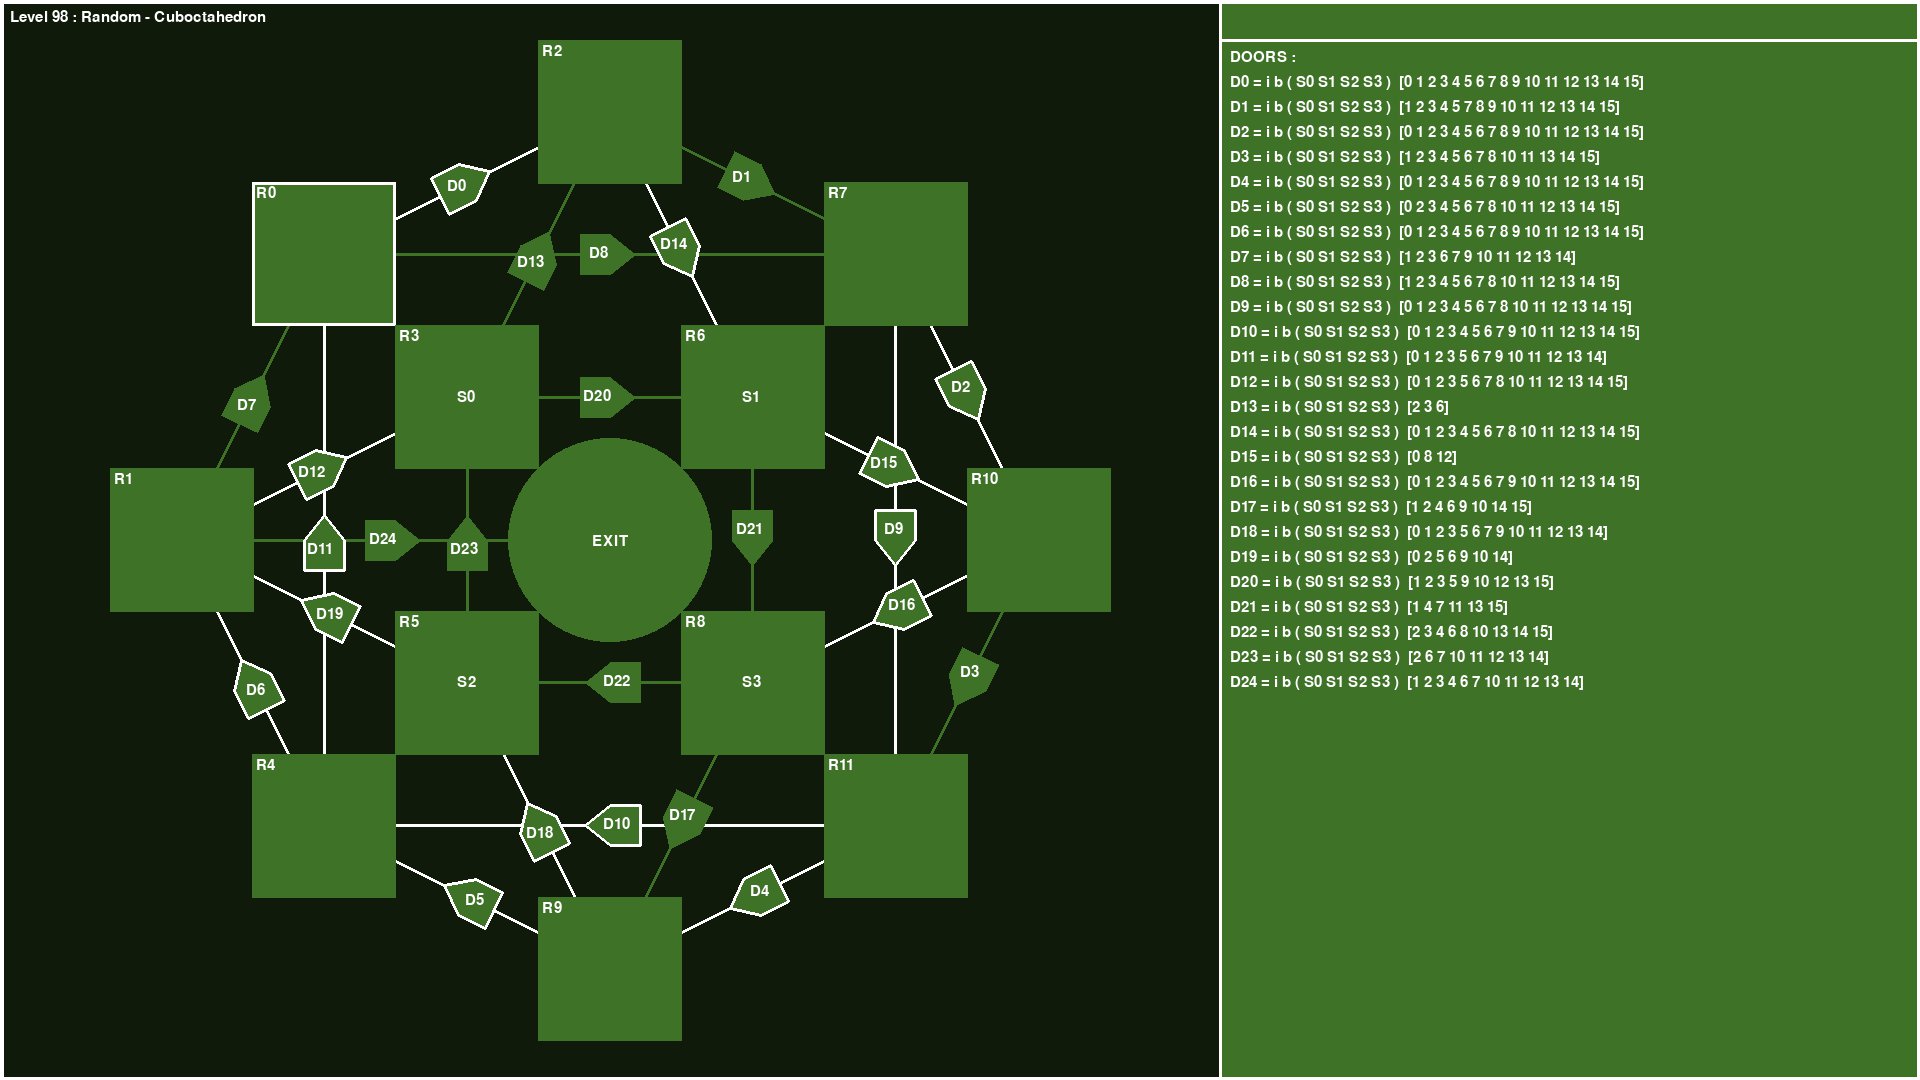 Level 98 : Random - Cuboctahedron
R2
D0
D1
R0
R7
D13
D8
D14
R3
R6
D7
S0
D20
S1
D2
D12
D15
R1
R10
D11
D24
D23
EXIT
D21
D9
D19
R5
R8
D16
D6
S2
D22
S3
D3
R4
R11
D18
D10
D17
D5
D4
R9
DOORS :
D0 = i b ( S0 S1 S2 S3 ) [0 1 2 3 4 5 6 7 8 9 10 11 12 13 14 15]
D1 = i b ( S0 S1 S2 S3 ) [1 2 3 4 5 7 8 9 10 11 12 13 14 15]
D2 = i b ( S0 S1 S2 S3 ) [0 1 2 3 4 5 6 7 8 9 10 11 12 13 14 15]
D3 = i b ( S0 S1 S2 S3 ) [1 2 3 4 5 6 7 8 10 11 13 14 15]
D4 = i b ( S0 S1 S2 S3 ) [0 1 2 3 4 5 6 7 8 9 10 11 12 13 14 15]
D5 = i b ( S0 S1 S2 S3 ) [0 2 3 4 5 6 7 8 10 11 12 13 14 15]
D6 = i b ( S0 S1 S2 S3 ) [0 1 2 3 4 5 6 7 8 9 10 11 12 13 14 15]
D7 = i b ( S0 S1 S2 S3 ) [1 2 3 6 7 9 10 11 12 13 14]
D8 = i b ( S0 S1 S2 S3 ) [1 2 3 4 5 6 7 8 10 11 12 13 14 15]
D9 = i b ( S0 S1 S2 S3 ) [0 1 2 3 4 5 6 7 8 10 11 12 13 14 15]
D10 = i b ( S0 S1 S2 S3 ) [0 1 2 3 4 5 6 7 9 10 11 12 13 14 15]
D11 = i b ( S0 S1 S2 S3 ) [0 1 2 3 5 6 7 9 10 11 12 13 14]
D12 = i b ( S0 S1 S2 S3 ) [0 1 2 3 5 6 7 8 10 11 12 13 14 15]
D13 = i b ( S0 S1 S2 S3 ) [2 3 6]
D14 = i b ( S0 S1 S2 S3 ) [0 1 2 3 4 5 6 7 8 10 11 12 13 14 15]
D15 = i b ( S0 S1 S2 S3 ) [0 8 12]
D16 = i b ( S0 S1 S2 S3 ) [0 1 2 3 4 5 6 7 9 10 11 12 13 14 15]
D17 = i b ( S0 S1 S2 S3 ) [1 2 4 6 9 10 14 15]
D18 = i b ( S0 S1 S2 S3 ) [0 1 2 3 5 6 7 9 10 11 12 13 14]
D19 = i b ( S0 S1 S2 S3 ) [0 2 5 6 9 10 14]
D20 = i b ( S0 S1 S2 S3 ) [1 2 3 5 9 10 12 13 15]
D21 = i b ( S0 S1 S2 S3 ) [1 4 7 11 13 15]
D22 = i b ( S0 S1 S2 S3 ) [2 3 4 6 8 10 13 14 15]
D23 = i b ( S0 S1 S2 S3 ) [2 6 7 10 11 12 13 14]
D24 = i b ( S0 S1 S2 S3 ) [1 2 3 4 6 7 10 11 12 13 14]